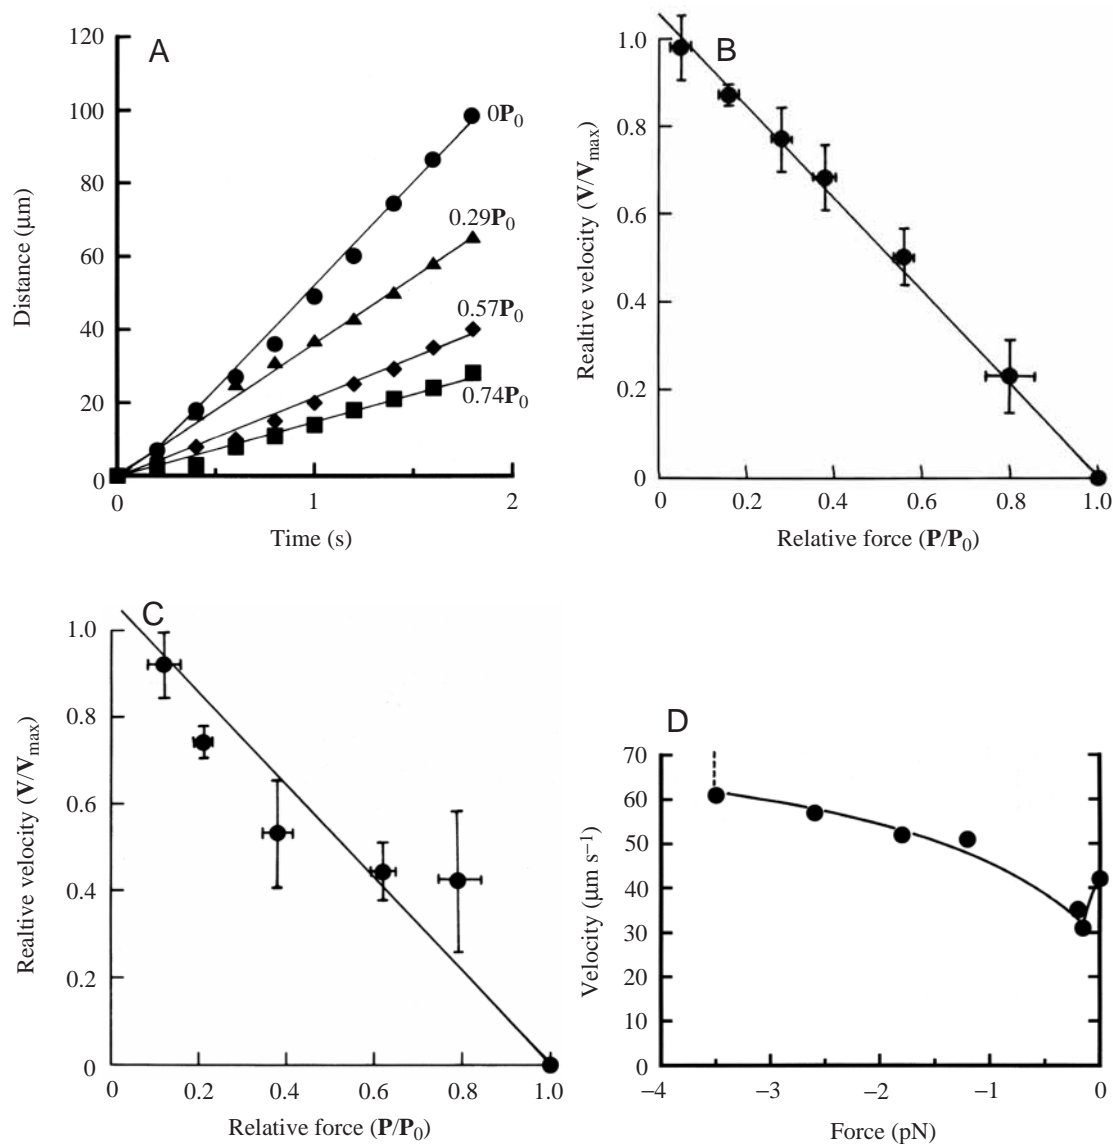 A
120
100
80
60
40
20
0
0
1
2
Distance (μm)
Time (s)
0P₀
0.29P₀
0.57P₀
0.74P₀
B
1.0
0.8
0.6
0.4
0.2
0
0
0.2
0.4
0.6
0.8
1.0
Realtive velocity (V/Vmax)
Relative force (P/P₀)
C
1.0
0.8
0.6
0.4
0.2
0
0
0.2
0.4
0.6
0.8
1.0
Realtive velocity (V/Vmax)
Relative force (P/P₀)
D
70
60
50
40
30
20
10
0
−4
−3
−2
−1
0
Velocity (μm s⁻¹)
Force (pN)